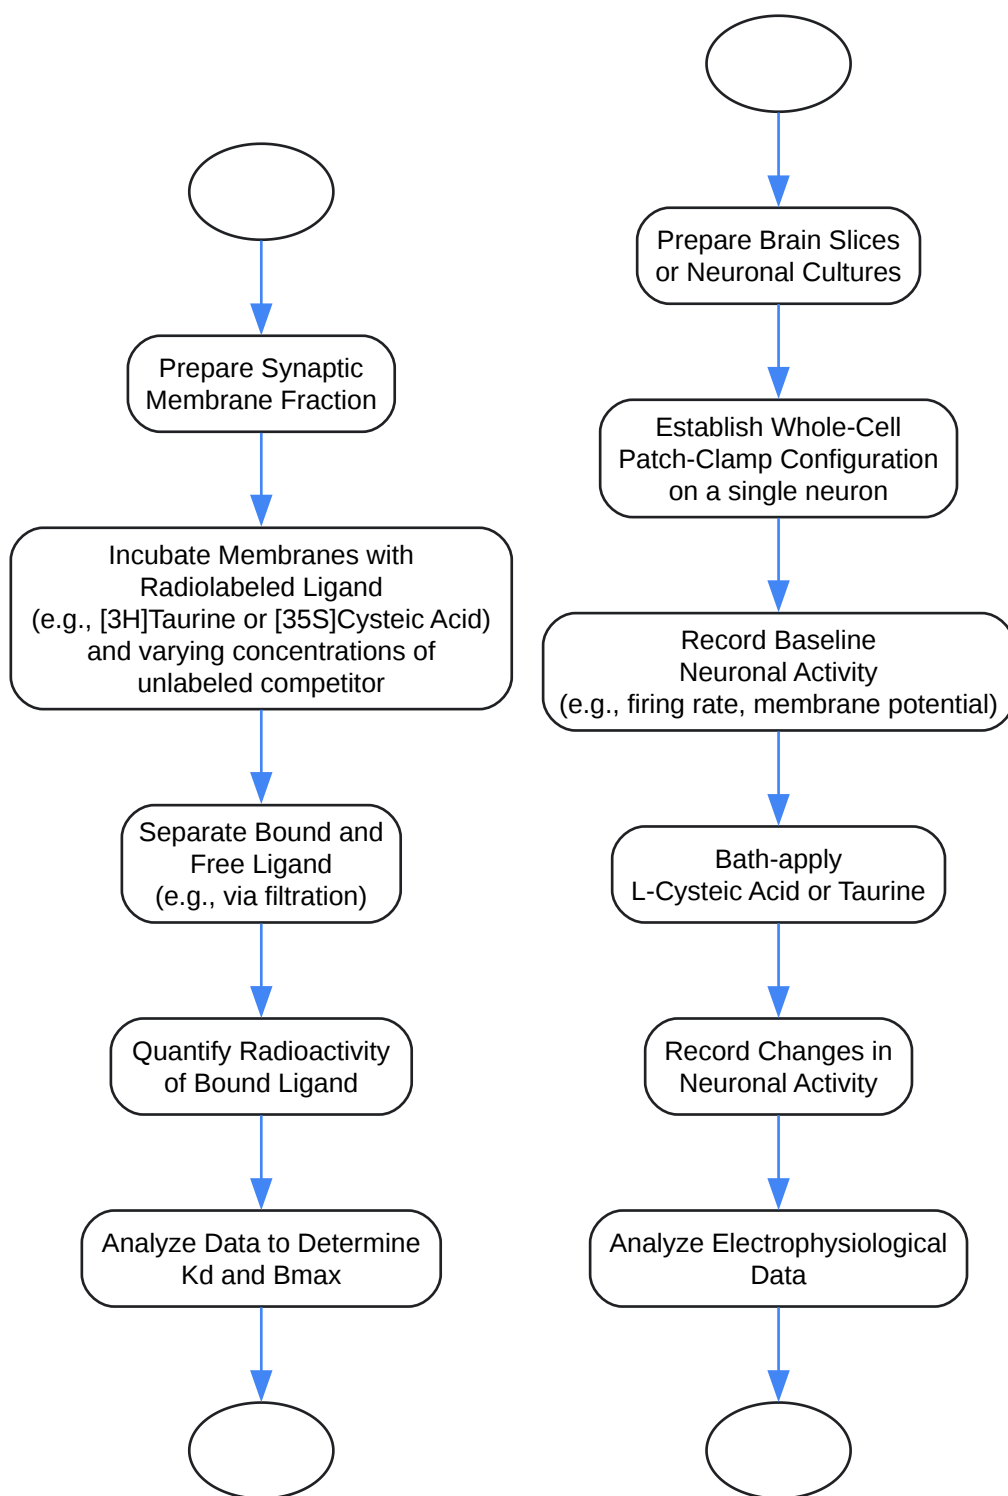 Prepare Synaptic
Membrane Fraction
Incubate Membranes with
Radiolabeled Ligand
(e.g., [3H]Taurine or [35S]Cysteic Acid)
and varying concentrations of
unlabeled competitor
Separate Bound and
Free Ligand
(e.g., via filtration)
Quantify Radioactivity
of Bound Ligand
Analyze Data to Determine
Kd and Bmax
Prepare Brain Slices
or Neuronal Cultures
Establish Whole-Cell
Patch-Clamp Configuration
on a single neuron
Record Baseline
Neuronal Activity
(e.g., firing rate, membrane potential)
Bath-apply
L-Cysteic Acid or Taurine
Record Changes in
Neuronal Activity
Analyze Electrophysiological
Data